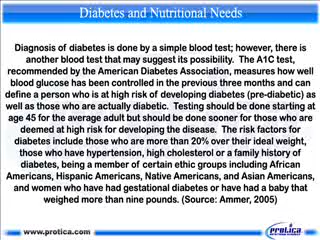 Diabetes and Nutritional Needs
Diagnosis of diabetes is done by a simple blood test; however, there is
another blood test that may suggest its possibility.  The A1C test,
recommended by the American Diabetes Association, measures how well
blood glucose has been controlled in the previous three months and can
define a person who is at high risk of developing diabetes (pre-diabetic) as
well as those who are actually diabetic.  Testing should be done starting at
age 45 for the average adult but should be done sooner for those who are
deemed at high risk for developing the disease.  The risk factors for
diabetes include those who are more than 20% over their ideal weight,
those who have hypertension, high cholesterol or a family history of
diabetes, being a member of certain ethic groups including African
Americans, Hispanic Americans, Native Americans, and Asian Americans,
and women who have had gestational diabetes or have had a baby that
weighed more than nine pounds. (Source: Ammer, 2005)
www.protica.com
protica